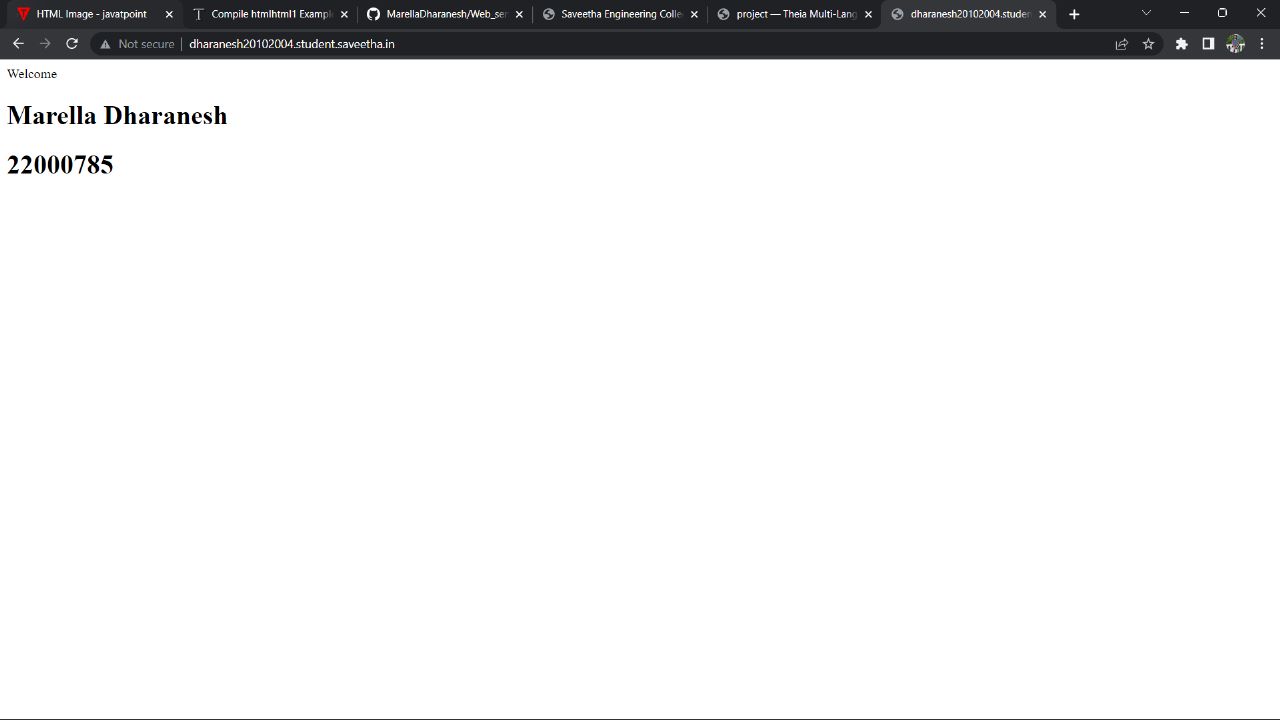 HTML Image - javatpoint
Compile htmlhtml1 Exampl
MarellaDharanesh/Web_ser
Saveetha Engineering Colle
project — Theia Multi-Lang
dharanesh20102004.studen
Not secure
dharanesh20102004.student.saveetha.in
Welcome
Marella Dharanesh
22000785